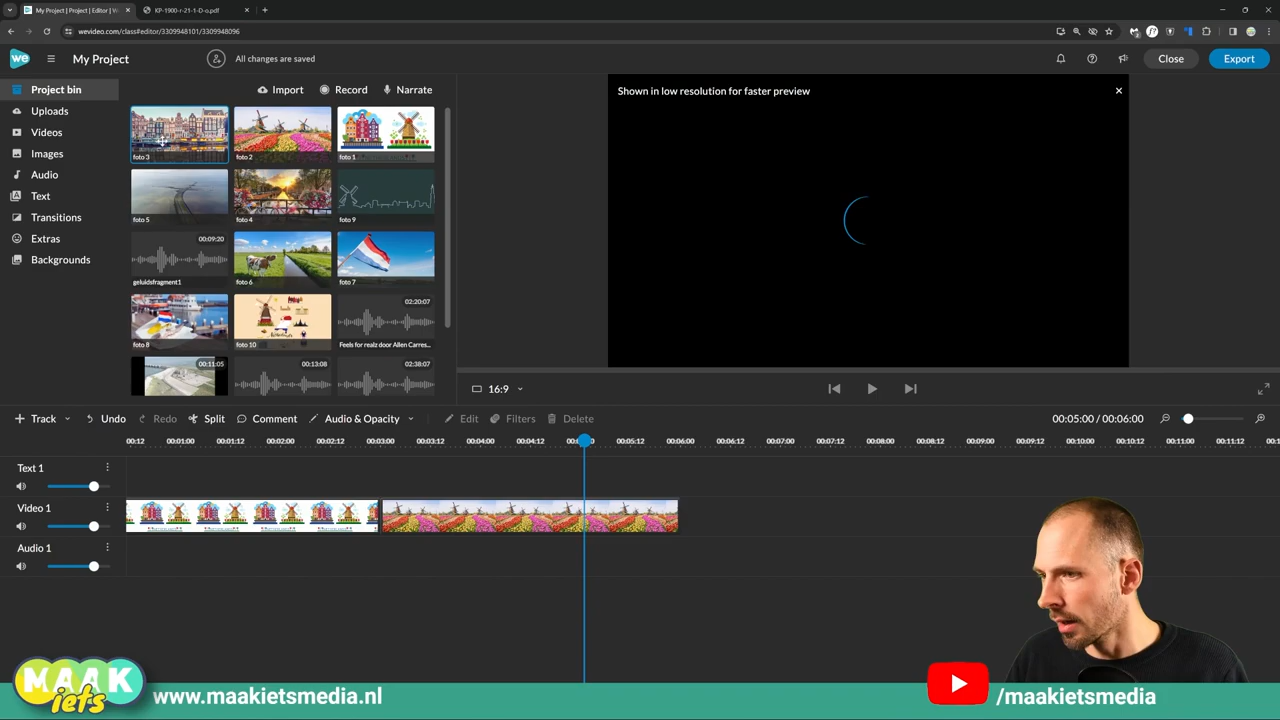 My Project | Project | Editor | V
KP-1900-r-21-1-D-o.pdf
wevideo.com/class#editor/3309948101/3309948096
we
My Project
All changes are saved
Close
Export
Project bin
Uploads
Videos
Images
Audio
Text
Transitions
Extras
Backgrounds
Import
Record
Narrate
foto 3
foto 2
foto 1
foto 5
foto 4
foto 9
00:09:20
geluidsfragment1
foto 6
foto 7
foto 8
foto 10
02:20:07
Feels for realz door Allen Carres...
00:11:05
00:13:08
02:38:07
Shown in low resolution for faster preview
16:9
Track
Undo
Redo
Split
Comment
Audio & Opacity
Edit
Filters
Delete
00:05:00 / 00:06:00
00:12 00:01:00 00:01:12 00:02:00 00:02:12 00:03:00 00:03:12 00:04:00 00:04:12 00:05:12 00:06:00 00:06:12 00:07:00 00:07:12 00:08:00 00:08:12 00:09:00 00:09:12 00:10:00 00:10:12 00:11:00 00:11:12
Text 1
Video 1
Audio 1
MAAK
iets
www.maakietsmedia.nl
/maakietsmedia